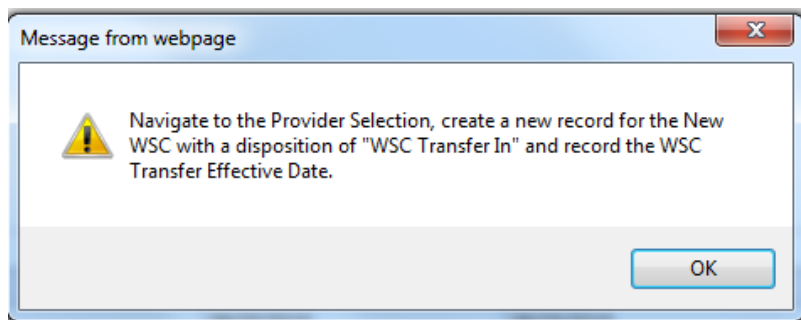 Message from webpage
Navigate to the Provider Selection, create a new record for the New
WSC with a disposition of "WSC Transfer In" and record the WSC
Transfer Effective Date.
OK